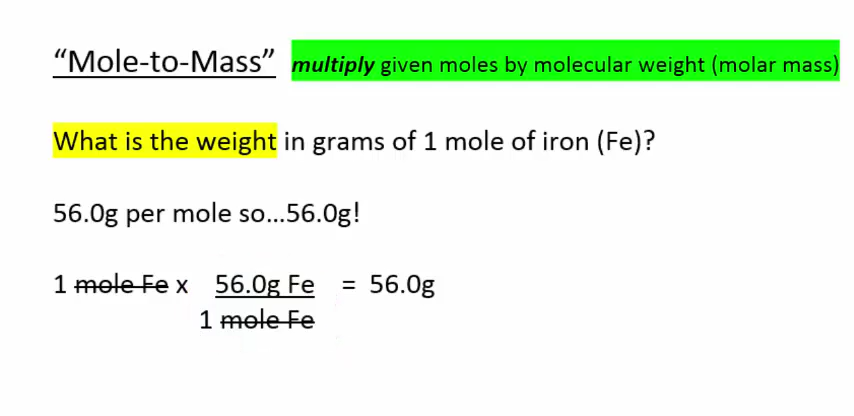 “Mole-to-Mass” multiply given moles by molecular weight (molar mass)
What is the weight in grams of 1 mole of iron (Fe)?
56.0g per mole so...56.0g!
1 mole Fe x 56.0g Fe = 56.0g
1 mole Fe